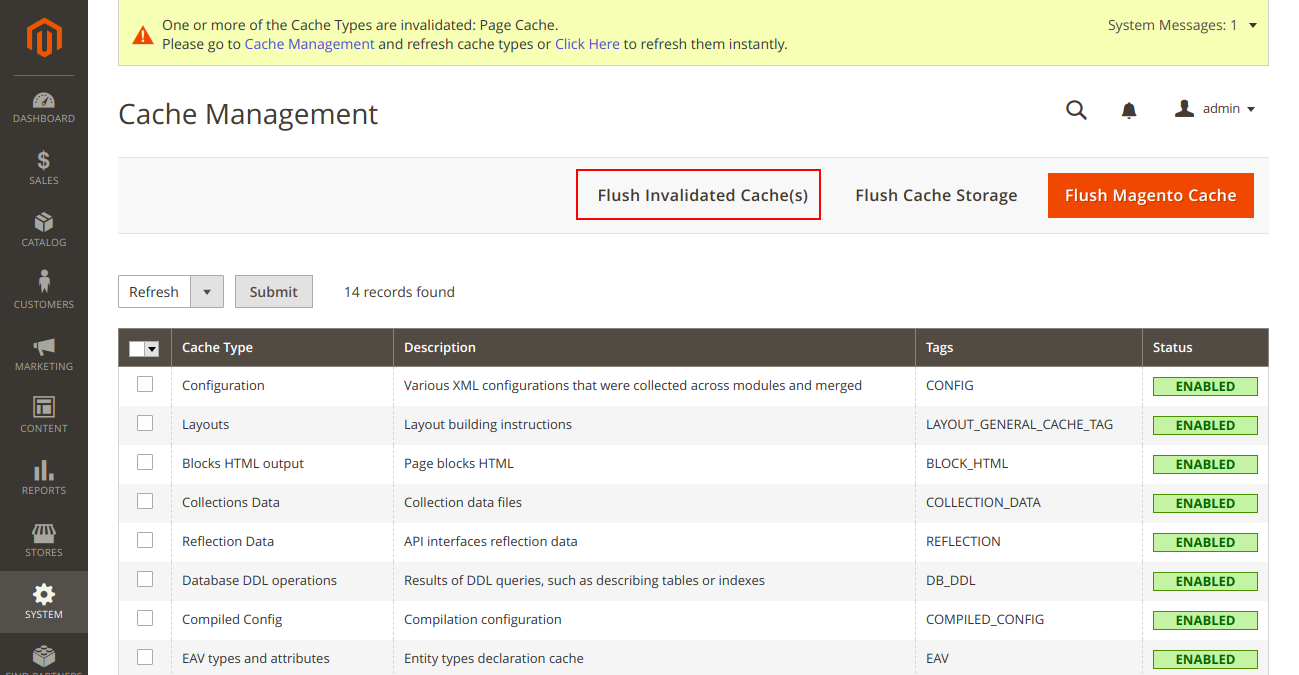 One or more of the Cache Types are invalidated: Page Cache.
Please go to Cache Management and refresh cache types or Click Here to refresh them instantly.
System Messages: 1
DASHBOARD
SALES
CATALOG
CUSTOMERS
MARKETING
CONTENT
REPORTS
STORES
SYSTEM
FIND PARTNERS
Cache Management
admin
Flush Invalidated Cache(s) Flush Cache Storage Flush Magento Cache
Refresh Submit 14 records found
Cache Type Description Tags Status
Configuration Various XML configurations that were collected across modules and merged CONFIG ENABLED
Layouts Layout building instructions LAYOUT_GENERAL_CACHE_TAG ENABLED
Blocks HTML output Page blocks HTML BLOCK_HTML ENABLED
Collections Data Collection data files COLLECTION_DATA ENABLED
Reflection Data API interfaces reflection data REFLECTION ENABLED
Database DDL operations Results of DDL queries, such as describing tables or indexes DB_DDL ENABLED
Compiled Config Compilation configuration COMPILED_CONFIG ENABLED
EAV types and attributes Entity types declaration cache EAV ENABLED